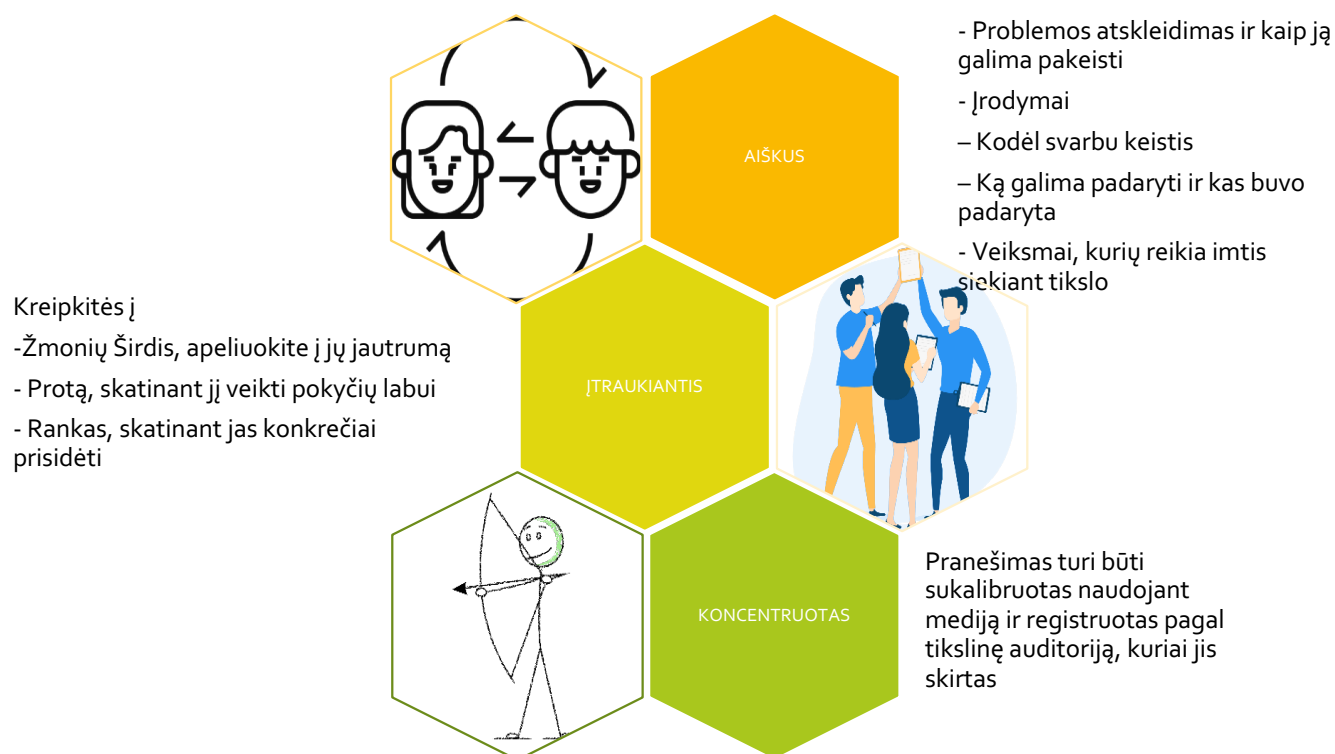 - Problemos atskleidimas ir kaip ją
galima pakeisti
- Įrodymai
– Kodėl svarbu keistis
– Ką galima padaryti ir kas buvo
padaryta
- Veiksmai, kurių reikia imtis
siekiant tikslo
AIŠKUS
Kreipkitės į
-Žmonių Širdis, apeliuokite į jų jautrumą
- Protą, skatinant jį veikti pokyčių labui
- Rankas, skatinant jas konkrečiai
prisidėti
ĮTRAUKIANTIS
KONCENTRUOTAS
Pranešimas turi būti
sukalibruotas naudojant
mediją ir registruotas pagal
tikslinę auditoriją, kuriai jis
skirtas